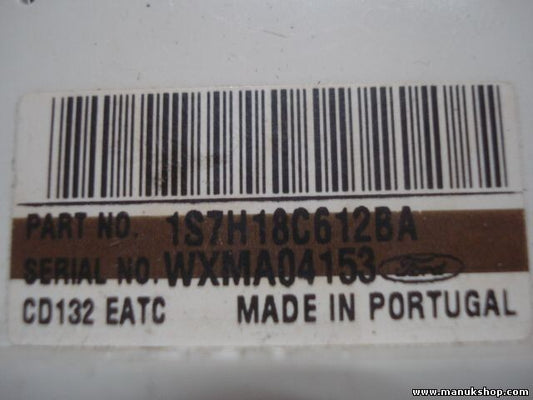 PART NO. 1S7H18C612BA
SERIAL NO. WXMA04153 Ford
CD132 EATC MADE IN PORTUGAL
www.manukshop.com